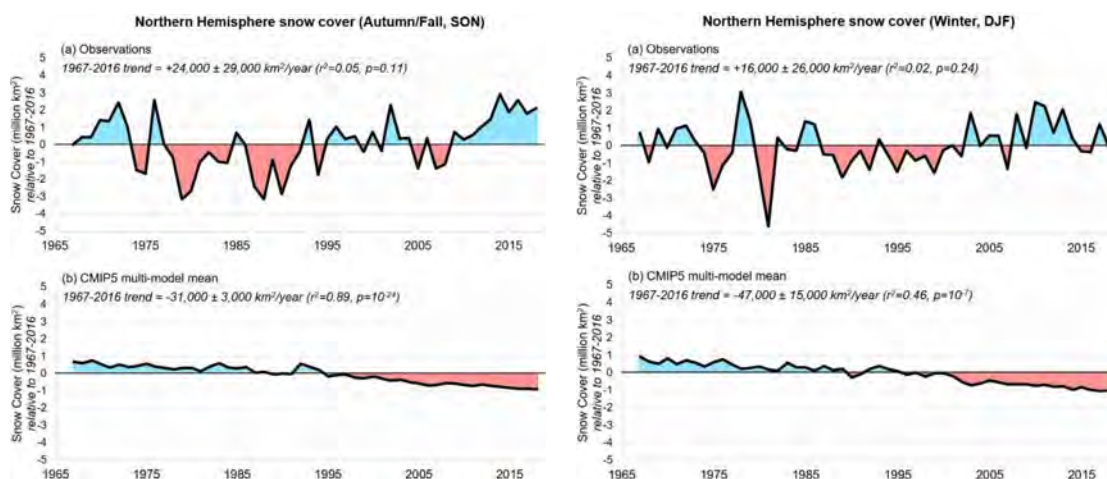 Northern Hemisphere snow cover (Autumn/Fall, SON)
(a) Observations
1967-2016 trend = +24,000 ± 29,000 km²/year (r²=0.05, p=0.11)
Snow Cover (million km²)
relative to 1967-2016
5
4
3
2
1
0
-1
-2
-3
-4
-5
1965 1975 1985 1995 2005 2015
(b) CMIP5 multi-model mean
1967-2016 trend = -31,000 ± 3,000 km²/year (r²=0.89, p=10⁻²⁴)
Snow Cover (million km²)
relative to 1967-2016
5
4
3
2
1
0
-1
-2
-3
-4
-5
1965 1975 1985 1995 2005 2015
Northern Hemisphere snow cover (Winter, DJF)
(a) Observations
1967-2016 trend = +16,000 ± 26,000 km²/year (r²=0.02, p=0.24)
Snow Cover (million km²)
relative to 1967-2016
5
4
3
2
1
0
-1
-2
-3
-4
-5
1965 1975 1985 1995 2005 2015
(b) CMIP5 multi-model mean
1967-2016 trend = -47,000 ± 15,000 km²/year (r²=0.46, p=10⁻⁷)
Snow Cover (million km²)
relative to 1967-2016
5
4
3
2
1
0
-1
-2
-3
-4
-5
1965 1975 1985 1995 2005 2015